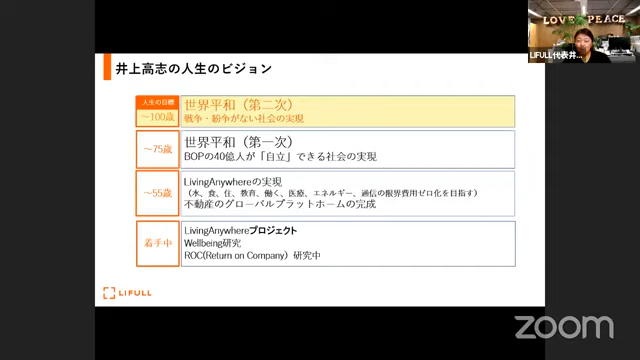 LOVE PEACE
LIFULL代表井...
井上高志の人生のビジョン
人生の目標
～100歳
世界平和（第二次）
戦争・紛争がない社会の実現
～75歳
世界平和（第一次）
BOPの40億人が「自立」できる社会の実現
～55歳
LivingAnywhereの実現
（水、食、住、教育、働く、医療、エネルギー、通信の限界費用ゼロ化を目指す）
不動産のグローバルプラットホームの完成
着手中
LivingAnywhereプロジェクト
Wellbeing研究
ROC(Return on Company）研究中
LIFULL
zoom